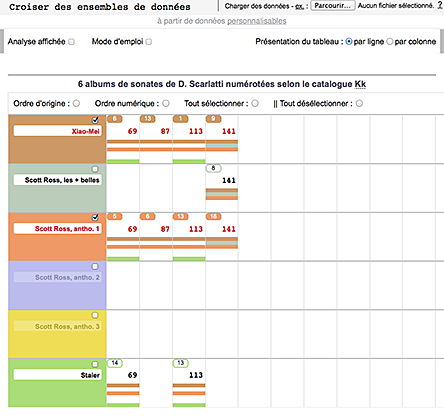 Croiser des ensembles de données
Charger des données - ex. : Parcourir... Aucun fichier sélectionné. ?
à partir de données personnalisables
Analyse affichée : Mode d'emploi : Présentation du tableau : par ligne par colonne
6 albums de sonates de D. Scarlatti numérotées selon le catalogue Kk
Ordre d'origine : Ordre numérique : Tout sélectionner : || Tout désélectionner :
6 13 1 9
Xiao-Mei 69 87 113 141
8
Scott Ross, les + belles 141
5 6 13 18
Scott Ross, antho. 1 69 87 113 141
Scott Ross, antho. 2
Scott Ross, antho. 3
14 13
Staier 69 113